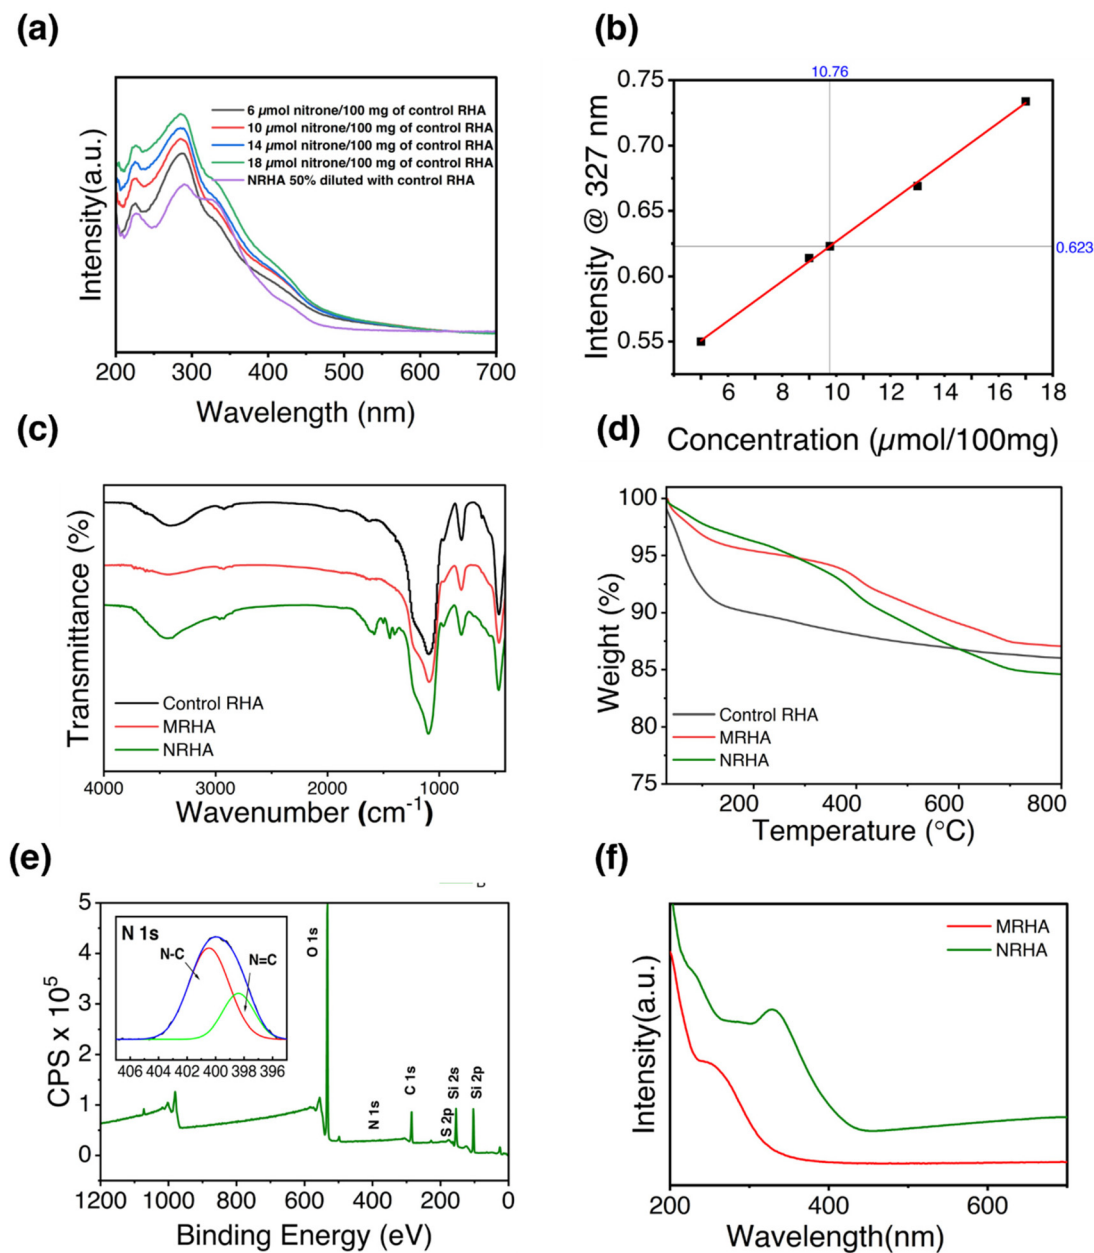 (a)
6 µmol nitrone/100 mg of control RHA
10 µmol nitrone/100 mg of control RHA
14 µmol nitrone/100 mg of control RHA
18 µmol nitrone/100 mg of control RHA
NRHA 50% diluted with control RHA
Intensity(a.u.)
200 300 400 500 600 700
Wavelength (nm)
(b)
10.76
0.75
0.70
0.65
0.60
0.55
0.623
Intensity @ 327 nm
6 8 10 12 14 16 18
Concentration (µmol/100mg)
(c)
Transmittance (%)
Control RHA
MRHA
NRHA
4000 3000 2000 1000
Wavenumber (cm-1)
(d)
100
95
90
85
80
75
Weight (%)
Control RHA
MRHA
NRHA
200 400 600 800
Temperature (°C)
(e)
5
4
3
2
1
0
CPS x 10⁵
N 1s
N-C
N=C
406 404 402 400 398 396
O 1s
N 1s
C 1s
S 2p
Si 2s
Si 2p
1200 1000 800 600 400 200 0
Binding Energy (eV)
(f)
MRHA
NRHA
Intensity(a.u.)
200 400 600
Wavelength(nm)